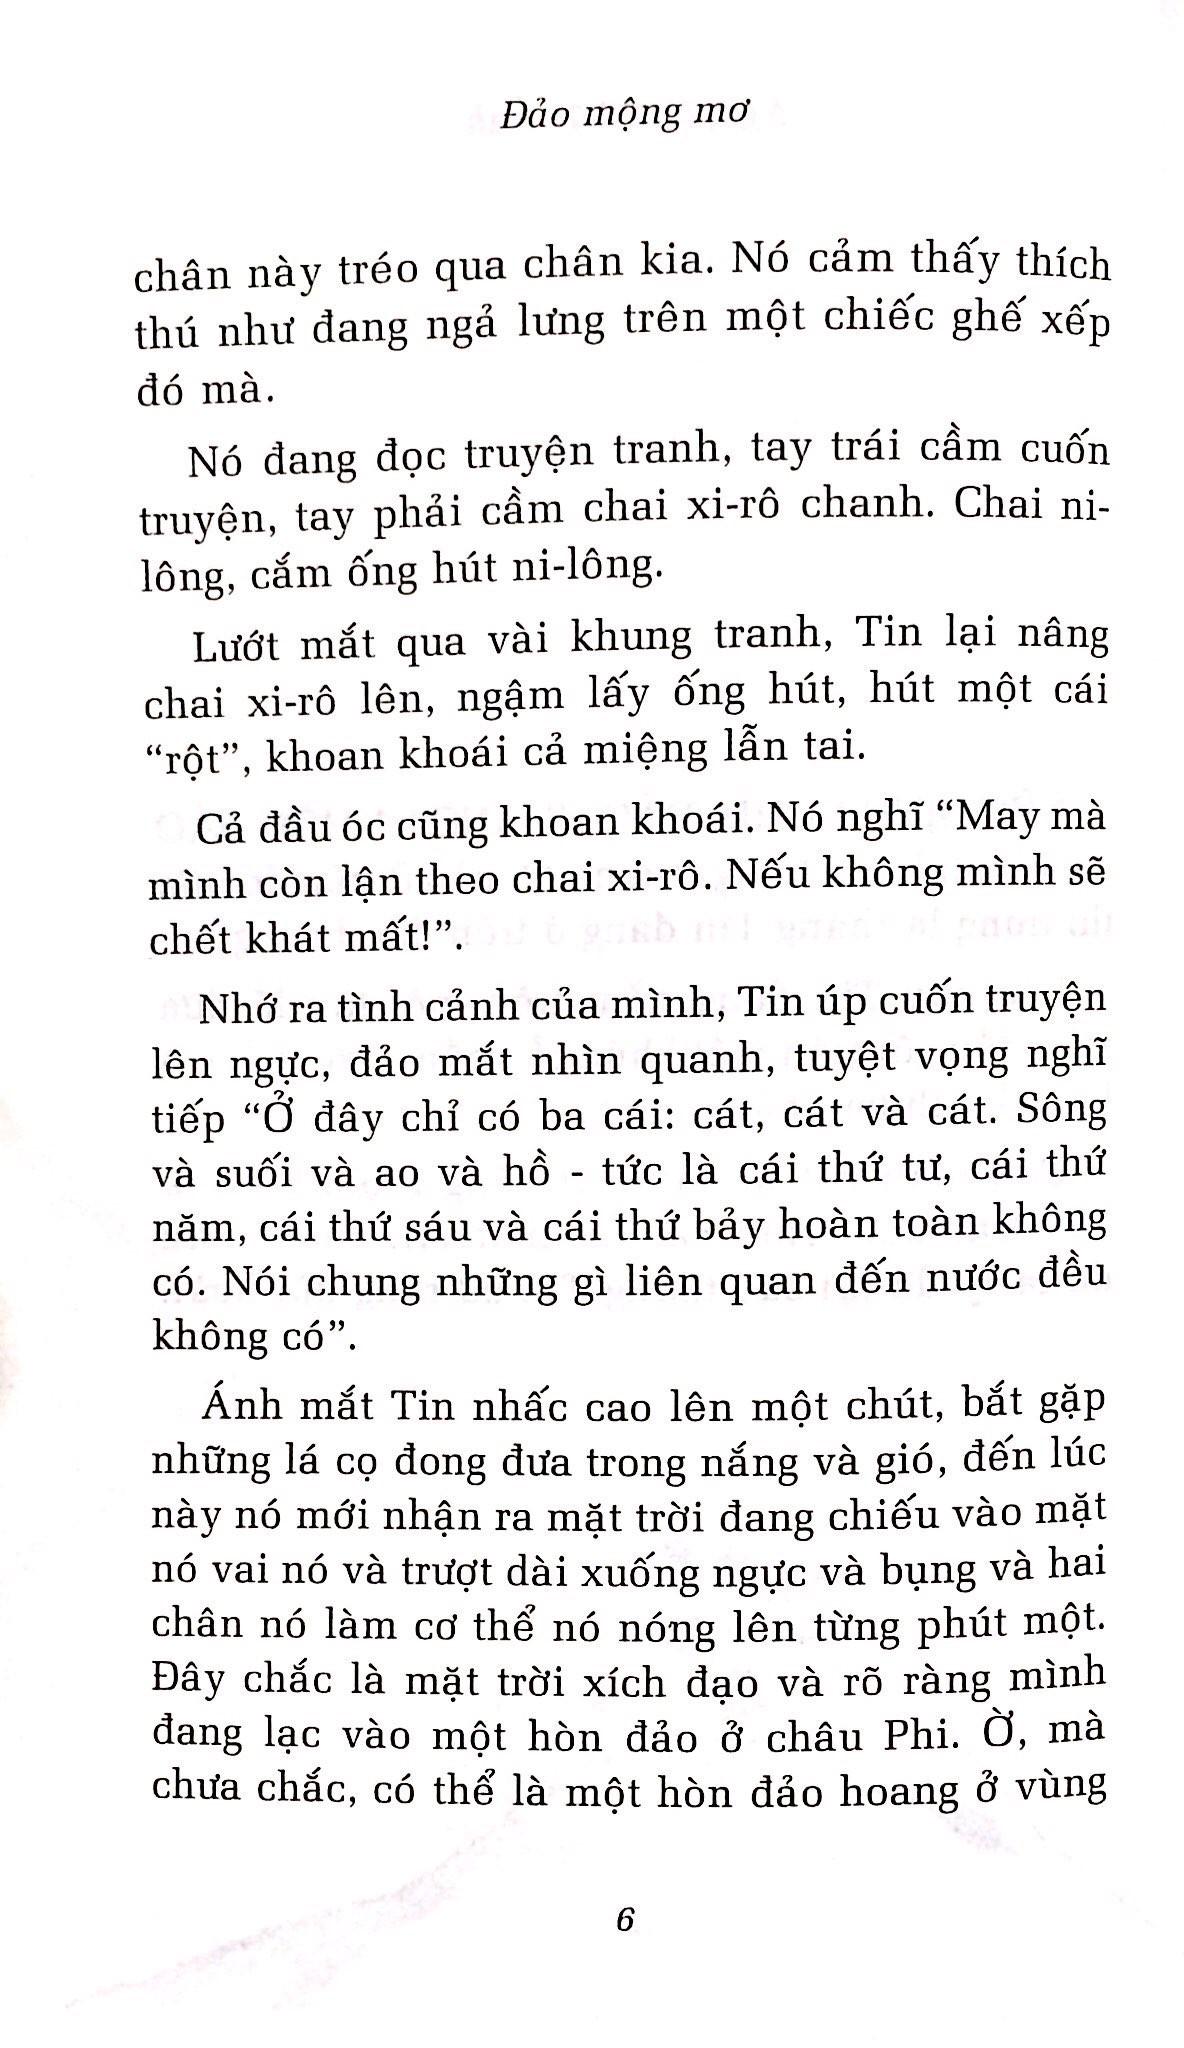 Đảo mộng mơ
chân này tréo qua chân kia. Nó cảm thấy thích
thú như đang ngả lưng trên một chiếc ghế xếp
đó mà.
Nó đang đọc truyện tranh, tay trái cầm cuốn
truyện, tay phải cầm chai xi-rô chanh. Chai ni-
lông, cắm ống hút ni-lông.
Lướt mắt qua vài khung tranh, Tin lại nâng
chai xi-rô lên, ngậm lấy ống hút, hút một cái
“rột”, khoan khoái cả miệng lẫn tai.
Cả đầu óc cũng khoan khoái. Nó nghĩ “May mà
mình còn lận theo chai xi-rô. Nếu không mình sẽ
chết khát mất!”.
Nhớ ra tình cảnh của mình, Tin úp cuốn truyện
lên ngực, đảo mắt nhìn quanh, tuyệt vọng nghĩ
tiếp “Ở đây chỉ có ba cái: cát, cát và cát. Sông
và suối và ao và hồ - tức là cái thứ tư, cái thứ
năm, cái thứ sáu và cái thứ bảy hoàn toàn không
có. Nói chung những gì liên quan đến nước đều
không có”.
Ánh mắt Tin nhấc cao lên một chút, bắt gặp
những lá cọ đong đưa trong nắng và gió, đến lúc
này nó mới nhận ra mặt trời đang chiếu vào mặt
nó vai nó và trượt dài xuống ngực và bụng và hai
chân nó làm cơ thể nó nóng lên từng phút một.
Đây chắc là mặt trời xích đạo và rõ ràng mình
đang lạc vào một hòn đảo ở châu Phi. Ờ, mà
chưa chắc, có thể là một hòn đảo hoang ở vùng
6